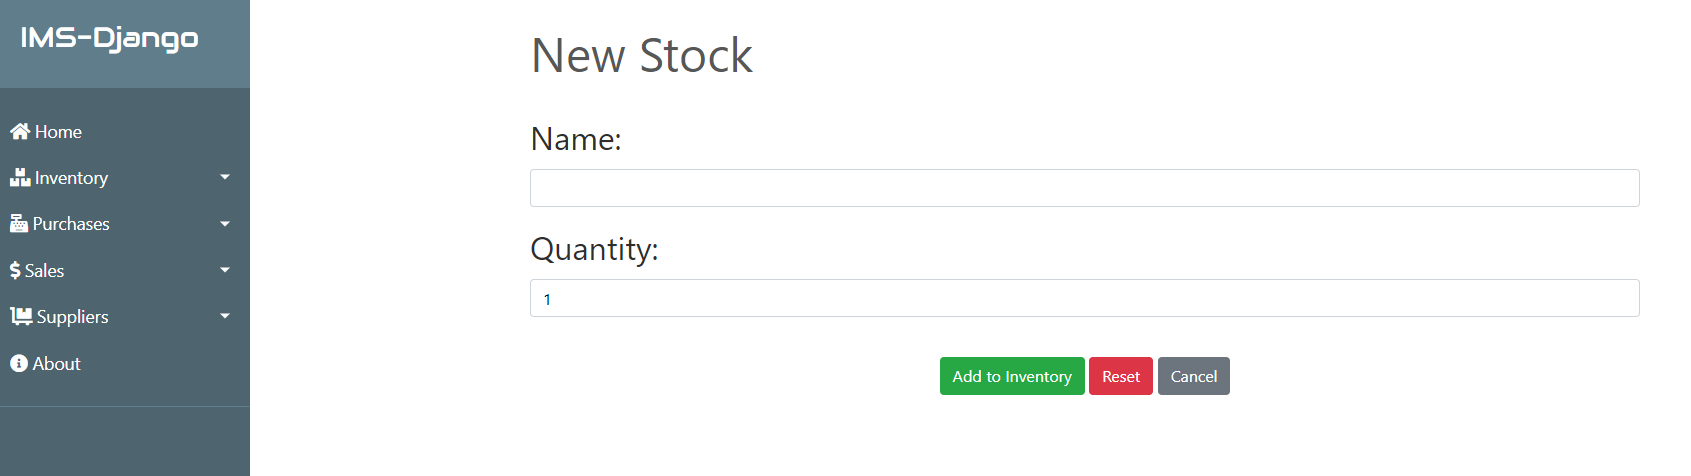 IMS-Django
Home
Inventory
Purchases
Sales
Suppliers
About
New Stock
Name:
Quantity:
1
Add to Inventory
Reset
Cancel